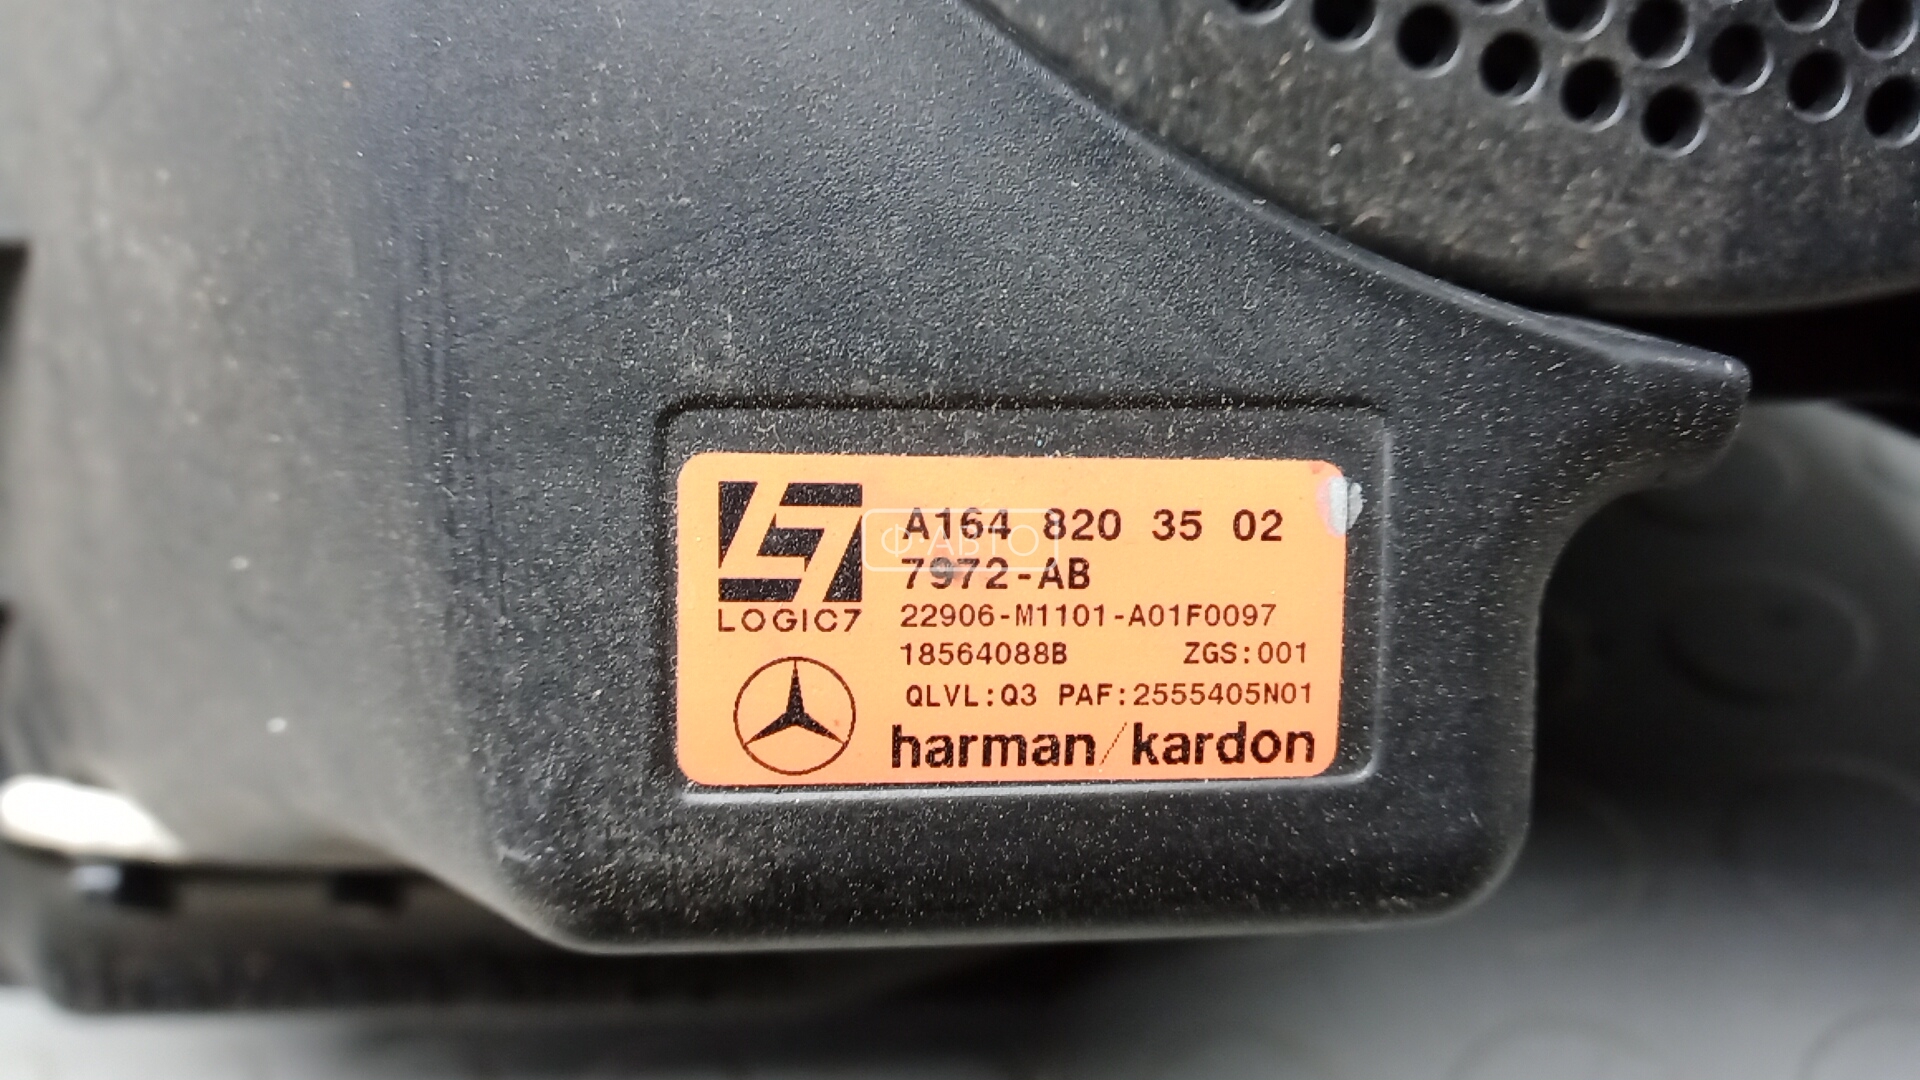 A164 820 35 02
Ф-АВТО
7972-AB
LOGIC7
22906-M1101-A01F0097
18564088B ZGS:001
QLVL:Q3 PAF:2555405N01
harman/kardon